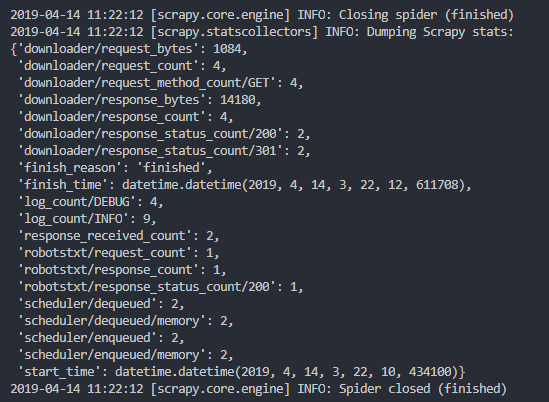 2019-04-14 11:22:12 [scrapy.core.engine] INFO: Closing spider (finished)
2019-04-14 11:22:12 [scrapy.statscollectors] INFO: Dumping Scrapy stats:
{'downloader/request_bytes': 1084,
 'downloader/request_count': 4,
 'downloader/request_method_count/GET': 4,
 'downloader/response_bytes': 14180,
 'downloader/response_count': 4,
 'downloader/response_status_count/200': 2,
 'downloader/response_status_count/301': 2,
 'finish_reason': 'finished',
 'finish_time': datetime.datetime(2019, 4, 14, 3, 22, 12, 611708),
 'log_count/DEBUG': 4,
 'log_count/INFO': 9,
 'response_received_count': 2,
 'robotstxt/request_count': 1,
 'robotstxt/response_count': 1,
 'robotstxt/response_status_count/200': 1,
 'scheduler/dequeued': 2,
 'scheduler/dequeued/memory': 2,
 'scheduler/enqueued': 2,
 'scheduler/enqueued/memory': 2,
 'start_time': datetime.datetime(2019, 4, 14, 3, 22, 10, 434100)}
2019-04-14 11:22:12 [scrapy.core.engine] INFO: Spider closed (finished)